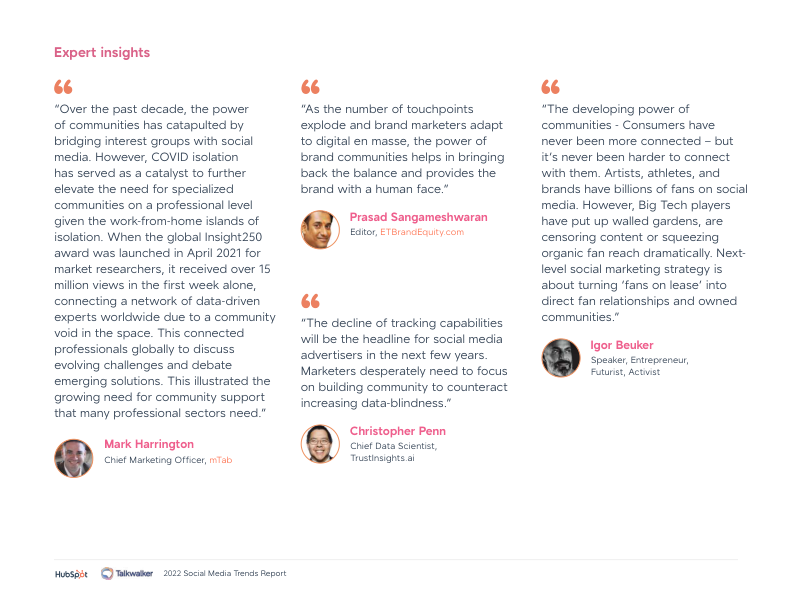 Expert insights
“Over the past decade, the power
of communities has catapulted by
bridging interest groups with social
media. However, COVID isolation
has served as a catalyst to further
elevate the need for specialized
communities on a professional level
given the work-from-home islands of
isolation. When the global Insight250
award was launched in April 2021 for
market researchers, it received over 15
million views in the first week alone,
connecting a network of data-driven
experts worldwide due to a community
void in the space. This connected
professionals globally to discuss
evolving challenges and debate
emerging solutions. This illustrated the
growing need for community support
that many professional sectors need.”
Mark Harrington
Chief Marketing Officer, mTab
“As the number of touchpoints
explode and brand marketers adapt
to digital en masse, the power of
brand communities helps in bringing
back the balance and provides the
brand with a human face.”
Prasad Sangameshwaran
Editor, ETBrandEquity.com
“The decline of tracking capabilities
will be the headline for social media
advertisers in the next few years.
Marketers desperately need to focus
on building community to counteract
increasing data-blindness.”
Christopher Penn
Chief Data Scientist,
TrustInsights.ai
“The developing power of
communities - Consumers have
never been more connected – but
it’s never been harder to connect
with them. Artists, athletes, and
brands have billions of fans on social
media. However, Big Tech players
have put up walled gardens, are
censoring content or squeezing
organic fan reach dramatically. Next-
level social marketing strategy is
about turning ‘fans on lease’ into
direct fan relationships and owned
communities.”
Igor Beuker
Speaker, Entrepreneur,
Futurist, Activist
HubSpot Talkwalker 2022 Social Media Trends Report